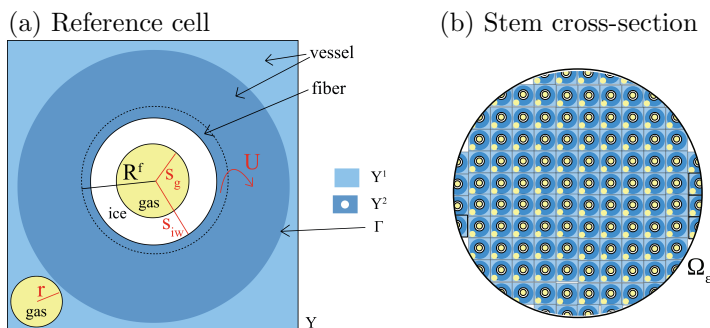 (a) Reference cell
(b) Stem cross-section
vessel
fiber
R^f
s_g
U
gas
ice
s_iw
Y^1
Y^2
Γ
r
gas
Y
Ω_ε